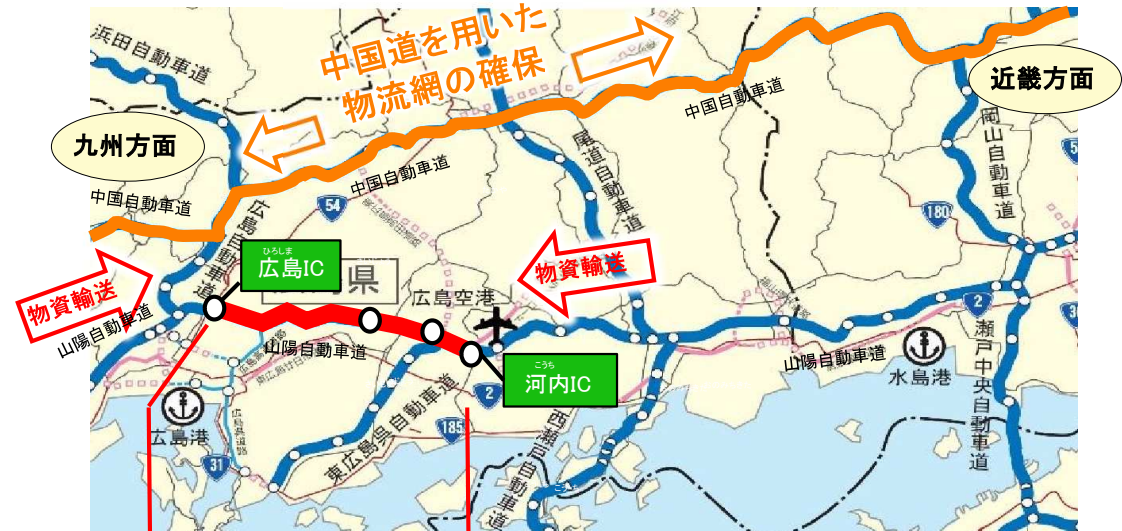 中国道を用いた
物流網の確保
浜田自動車道
近畿方面
九州方面
中国自動車道
中国自動車道
中国自動車道
尾道自動車道
岡山自動車道
54
180
広島自動車道
ひろしま
広島IC
県
物資輸送
物資輸送
広島空港
山陽自動車道
山陽自動車道
山陽自動車道
2
水島港
瀬戸中央自動車道
こうち
河内IC
2
185
広島港
東広島呉自動車道
西瀬戸自動車道
31